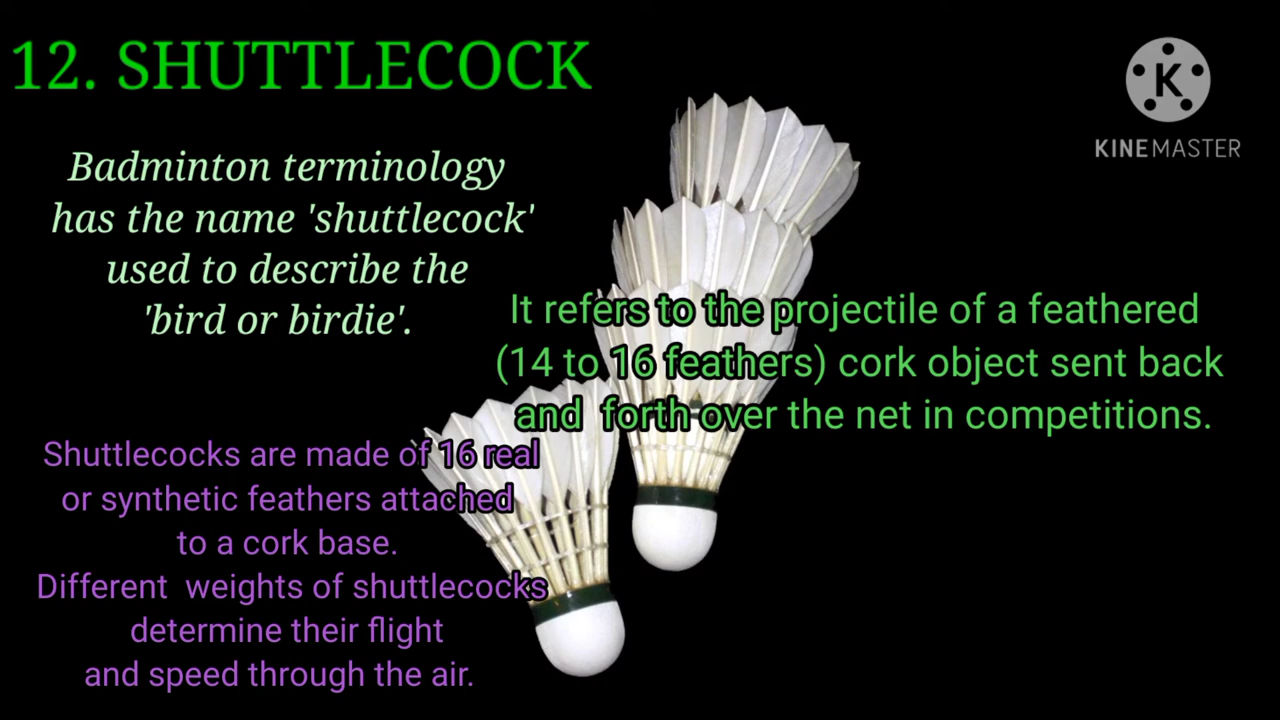 12. SHUTTLECOCK
KINEMASTER
Badminton terminology
has the name 'shuttlecock'
used to describe the
'bird or birdie'.
It refers to the projectile of a feathered
(14 to 16 feathers) cork object sent back
and  forth over the net in competitions.
Shuttlecocks are made of 16 real
or synthetic feathers attached
to a cork base.
Different  weights of shuttlecocks
determine their flight
and speed through the air.